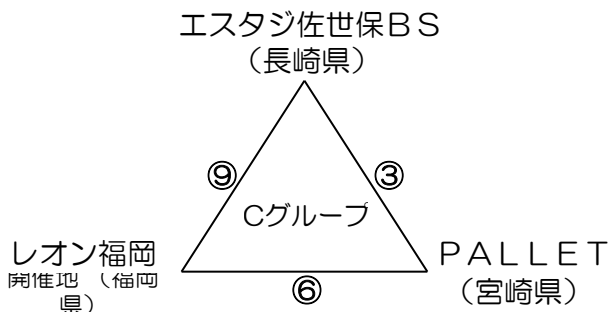 エスタジ佐世保ＢＳ
（長崎県）
⑨
③
Cグループ
レオン福岡
開催地（福岡
県）
⑥
ＰＡＬＬＥＴ
（宮崎県）